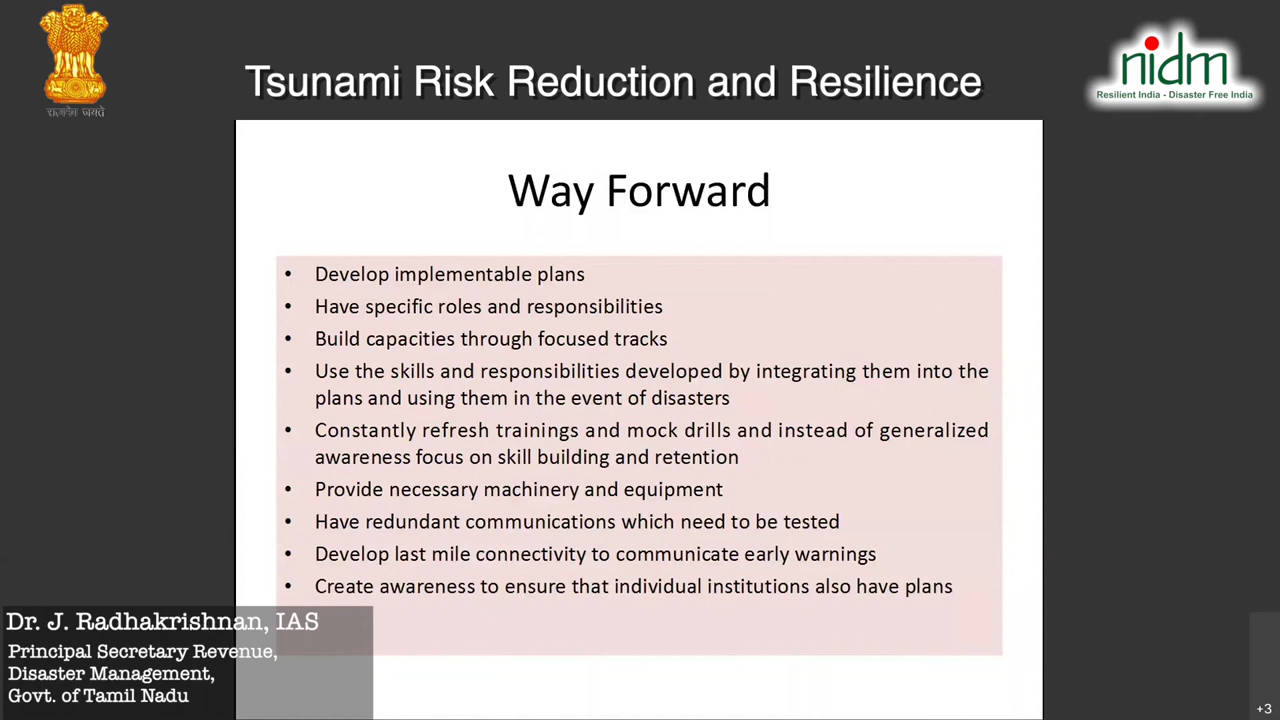 सत्यमेव जयते
Tsunami Risk Reduction and Resilience
nidm
Resilient India - Disaster Free India
Way Forward
• Develop implementable plans
• Have specific roles and responsibilities
• Build capacities through focused tracks
• Use the skills and responsibilities developed by integrating them into the
plans and using them in the event of disasters
• Constantly refresh trainings and mock drills and instead of generalized
awareness focus on skill building and retention
• Provide necessary machinery and equipment
• Have redundant communications which need to be tested
• Develop last mile connectivity to communicate early warnings
• Create awareness to ensure that individual institutions also have plans
Dr. J. Radhakrishnan, IAS
Principal Secretary Revenue,
Disaster Management,
Govt. of Tamil Nadu
+3